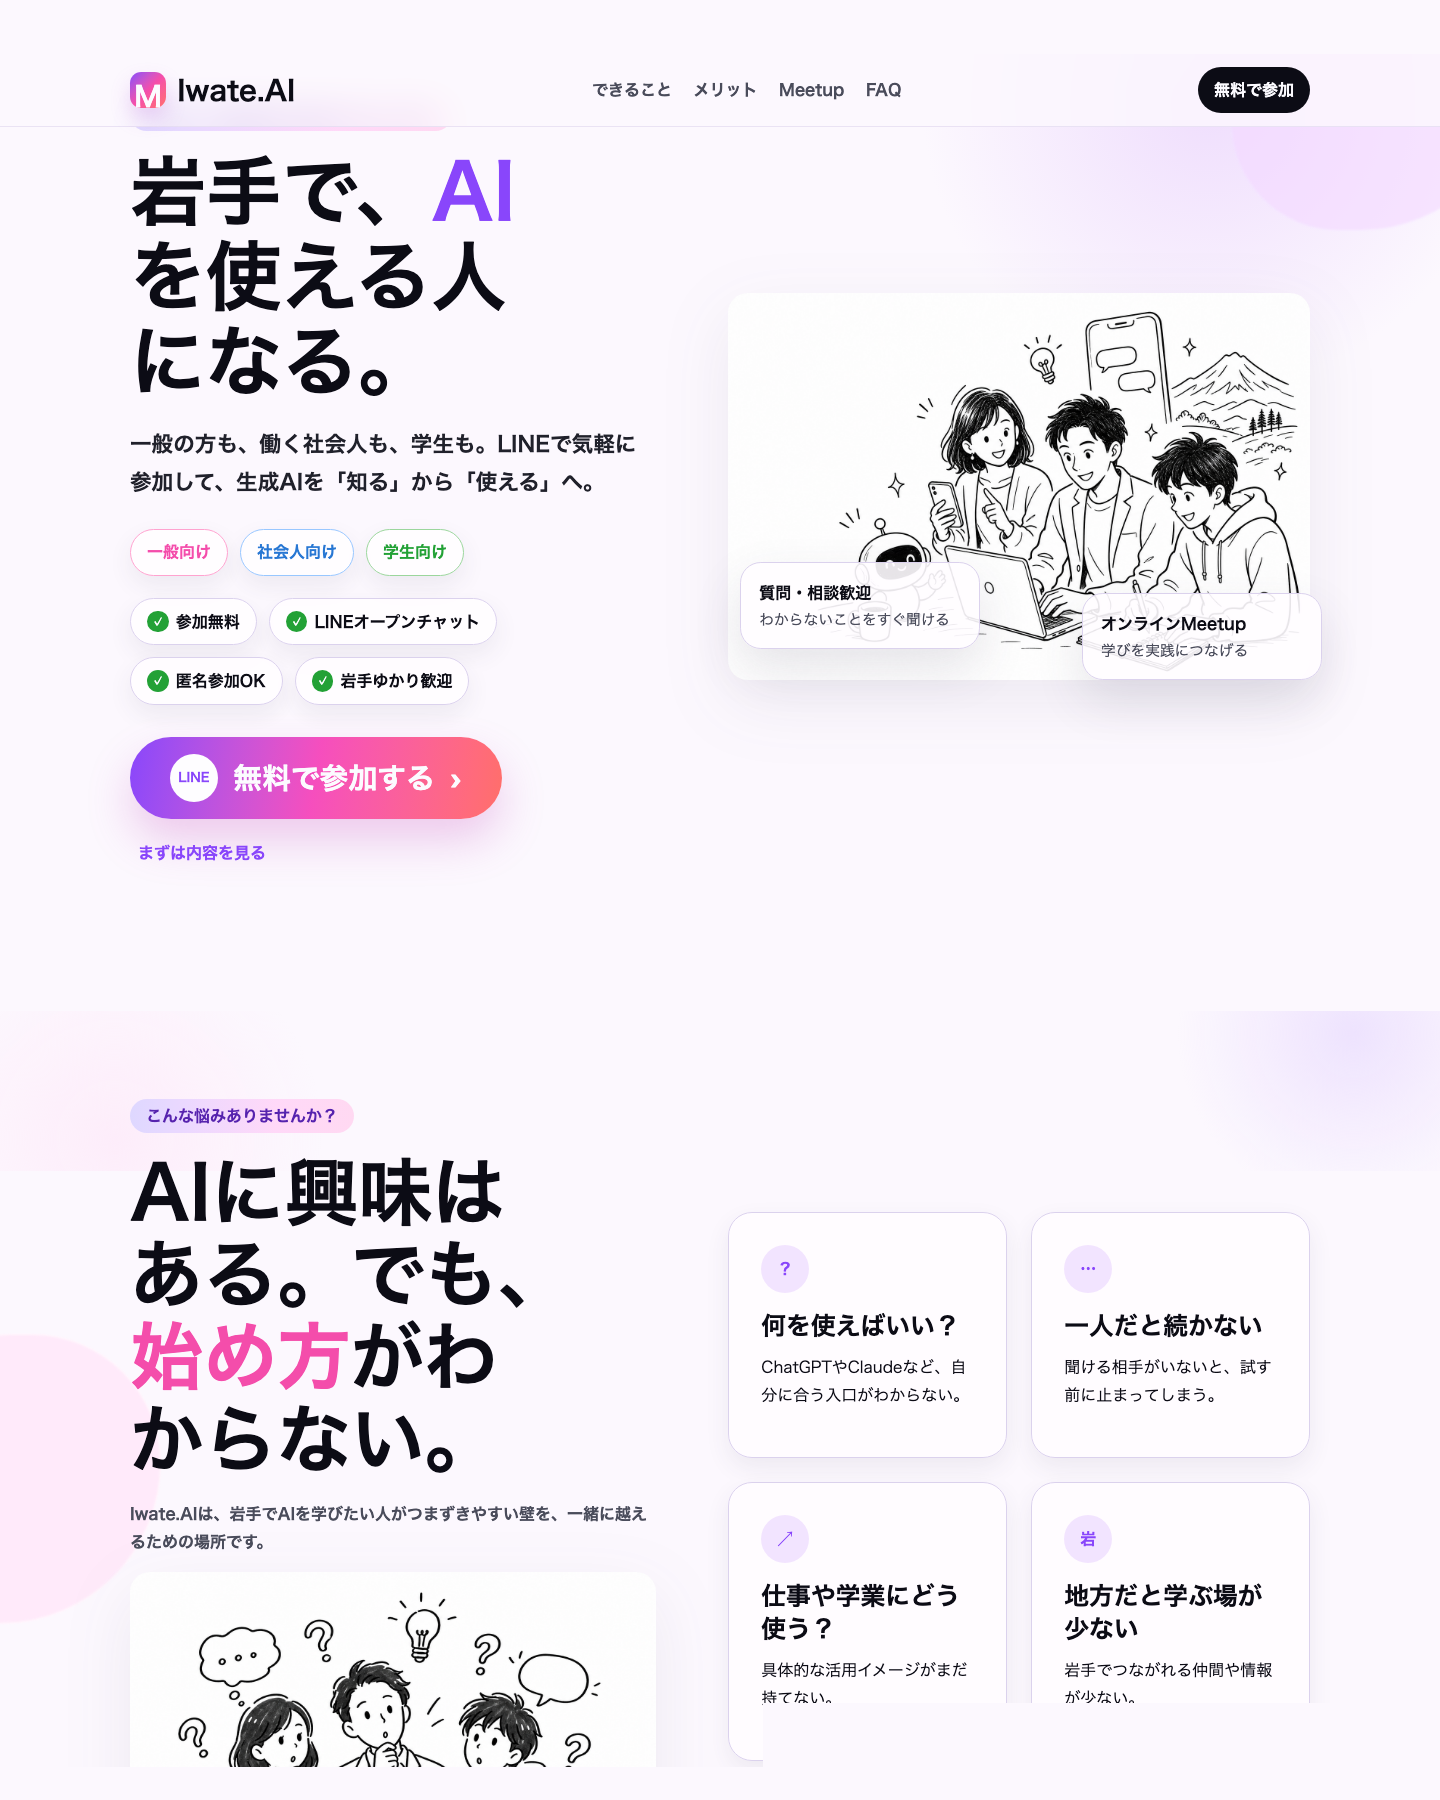 M Iwate.AI
できること メリット Meetup FAQ
無料で参加
岩手で、AI
を使える人
になる。
一般の方も、働く社会人も、学生も。LINEで気軽に
参加して、生成AIを「知る」から「使える」へ。
一般向け 社会人向け 学生向け
✓ 参加無料 ✓ LINEオープンチャット
✓ 匿名参加OK ✓ 岩手ゆかり歓迎
LINE 無料で参加する ›
まずは内容を見る
質問・相談歓迎
わからないことをすぐ聞ける
オンラインMeetup
学びを実践につなげる
こんな悩みありませんか？
AIに興味は
ある。でも、
始め方がわ
からない。
Iwate.AIは、岩手でAIを学びたい人がつまずきやすい壁を、一緒に越え
るための場所です。
?
何を使えばいい？
ChatGPTやClaudeなど、自
分に合う入口がわからない。
…
一人だと続かない
聞ける相手がいないと、試す
前に止まってしまう。
↗
仕事や学業にどう
使う？
具体的な活用イメージがまだ
持てない。
岩
地方だと学ぶ場が
少ない
岩手でつながれる仲間や情報
が少ない。